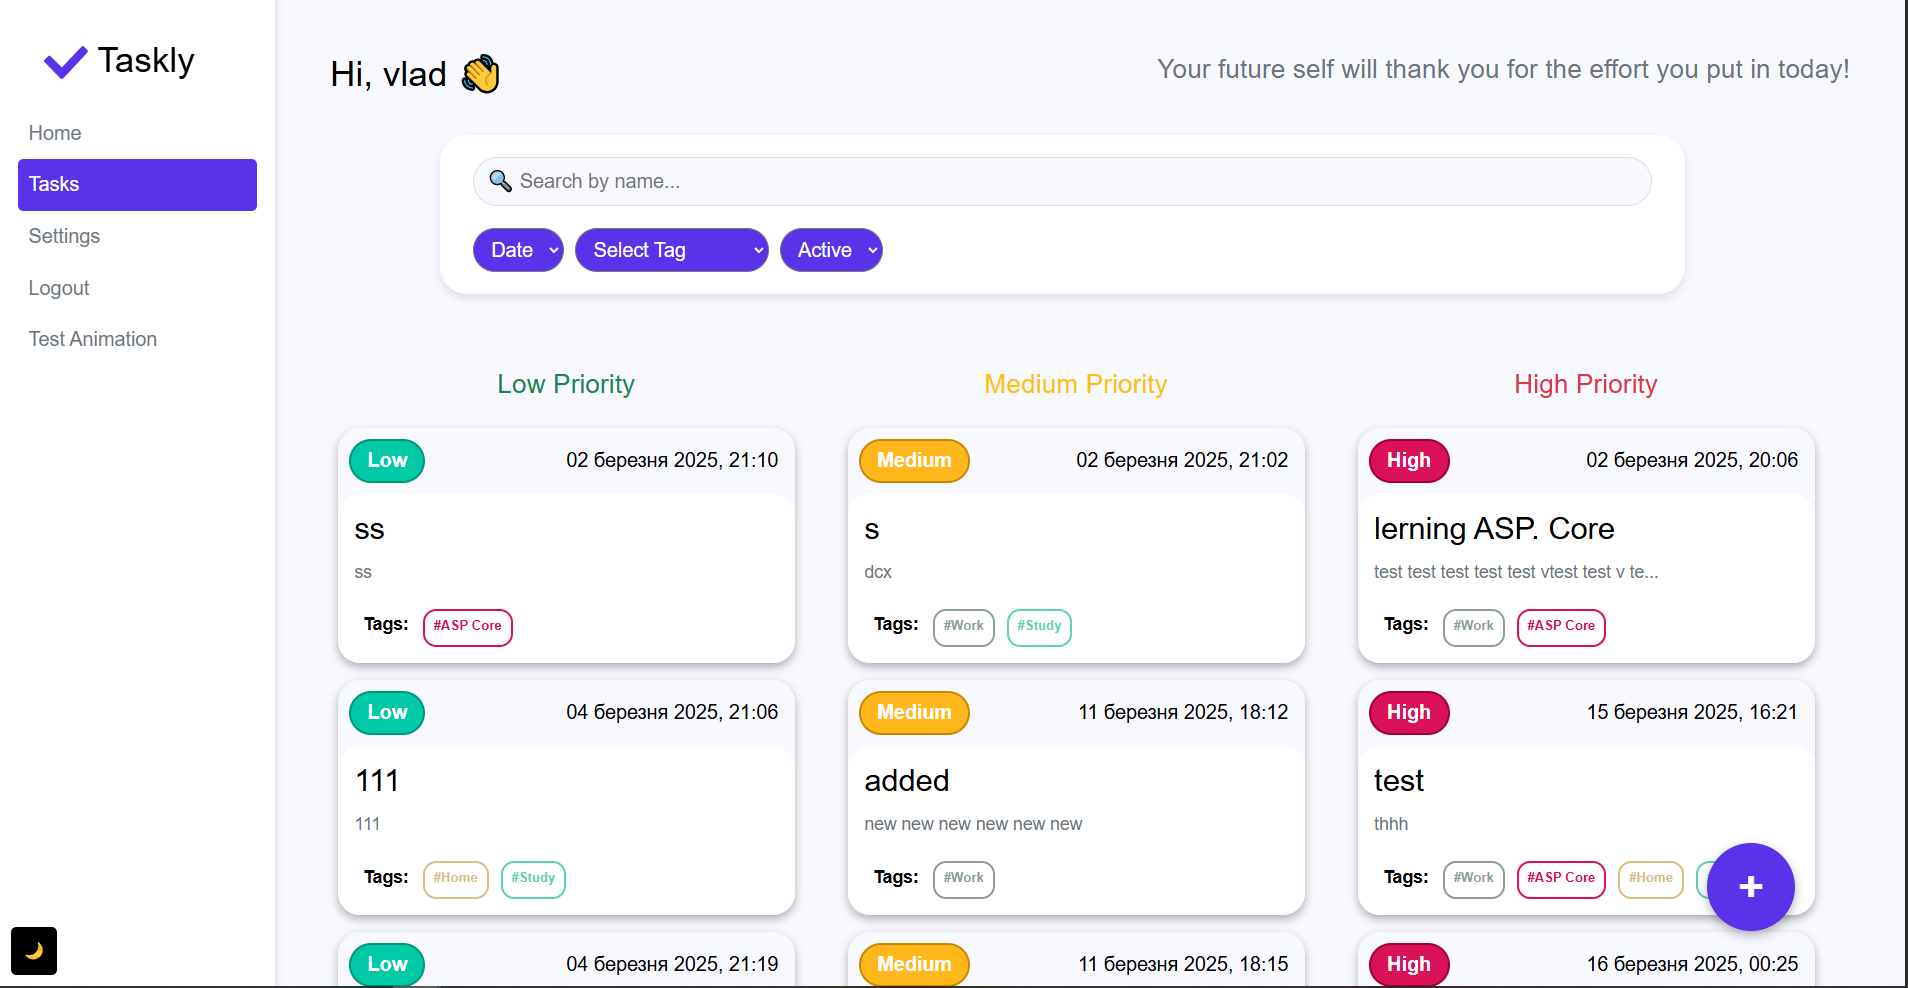 Taskly
Home
Tasks
Settings
Logout
Test Animation
Hi, vlad 👋
Your future self will thank you for the effort you put in today!
🔍 Search by name...
Date
Select Tag
Active
Low Priority
Low
02 березня 2025, 21:10
ss
ss
Tags: #ASP Core
Low
04 березня 2025, 21:06
111
111
Tags: #Home #Study
Low
04 березня 2025, 21:19
Medium Priority
Medium
02 березня 2025, 21:02
s
dcx
Tags: #Work #Study
Medium
11 березня 2025, 18:12
added
new new new new new new
Tags: #Work
Medium
11 березня 2025, 18:15
High Priority
High
02 березня 2025, 20:06
lerning ASP. Core
test test test test test vtest test v te...
Tags: #Work #ASP Core
High
15 березня 2025, 16:21
test
thhh
Tags: #Work #ASP Core #Home
High
16 березня 2025, 00:25
+